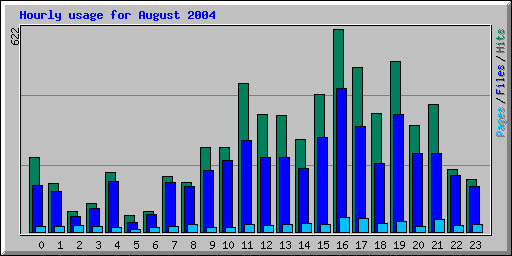 Hourly usage for August 2004
622
Pages/Files/Hits
0 1 2 3 4 5 6 7 8 9 10 11 12 13 14 15 16 17 18 19 20 21 22 23